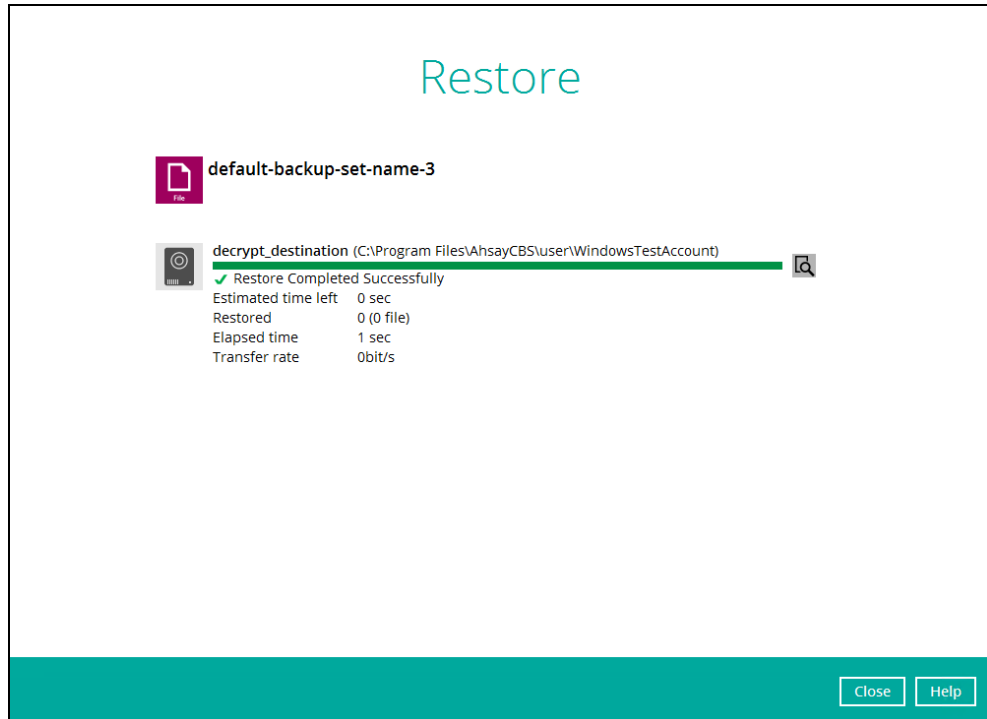 Restore
default-backup-set-name-3
File
decrypt_destination (C:\Program Files\AhsayCBS\user\WindowsTestAccount)
Restore Completed Successfully
Estimated time left 0 sec
Restored 0 (0 file)
Elapsed time 1 sec
Transfer rate 0bit/s
Close Help